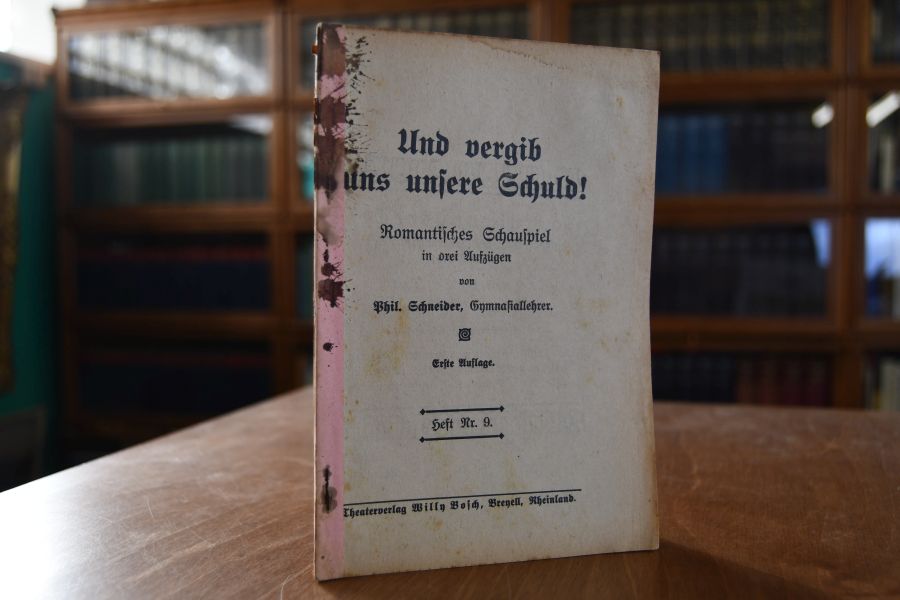 Und vergib
uns unsere Schuld!
Romantisches Schauspiel
in drei Aufzügen
von
Phil. Schneider, Gymnasiallehrer.
Erste Auflage.
Heft Nr. 9.
Theaterverlag Willy Bosch, Breyell, Rheinland.